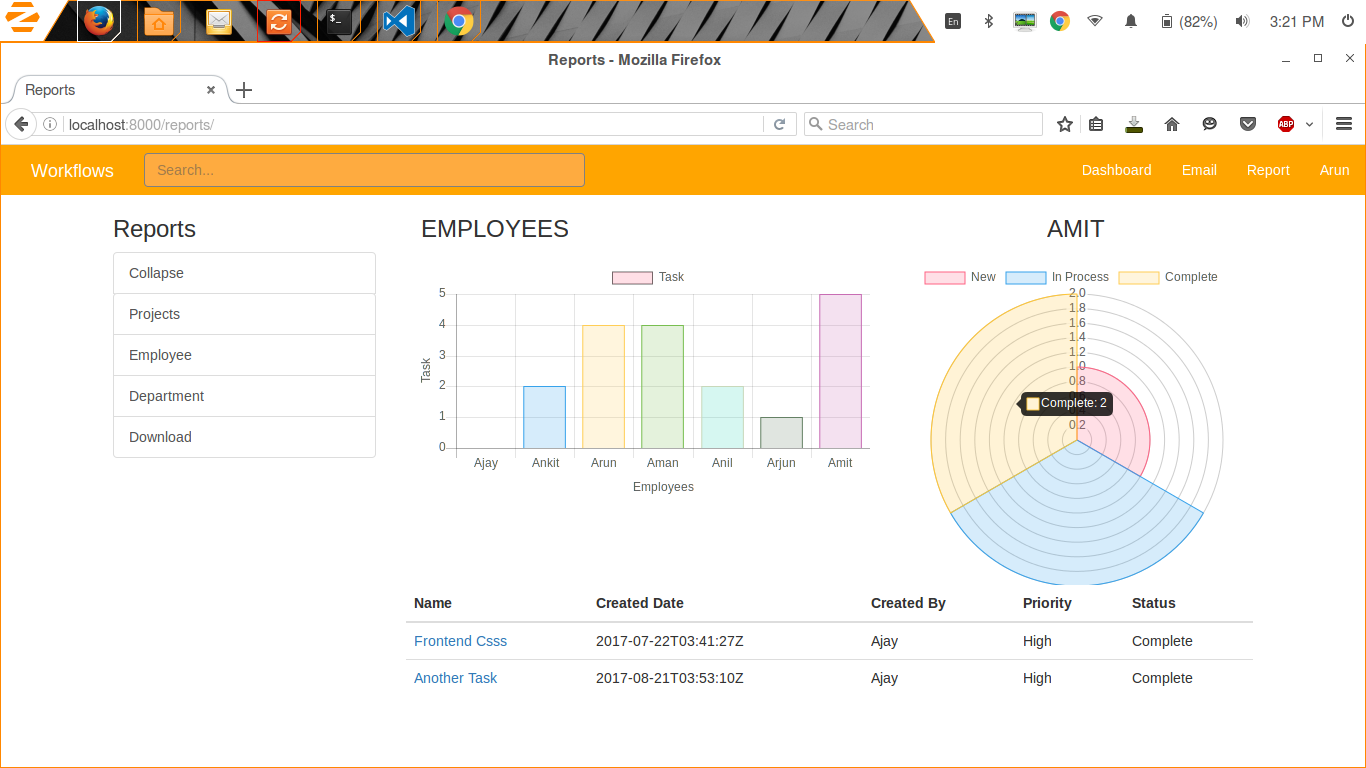 En (82%) 3:21 PM
Reports - Mozilla Firefox
Reports
localhost:8000/reports/ Search ABP
Workflows Search... Dashboard Email Report Arun
Reports
Collapse
Projects
Employee
Department
Download
EMPLOYEES
Task
5
4
3
2
1
0
Task
Ajay Ankit Arun Aman Anil Arjun Amit
Employees
AMIT
New In Process Complete
2.0
1.8
1.6
1.4
1.2
1.0
0.8
Complete: 2
0.2
Name Created Date Created By Priority Status
Frontend Csss 2017-07-22T03:41:27Z Ajay High Complete
Another Task 2017-08-21T03:53:10Z Ajay High Complete